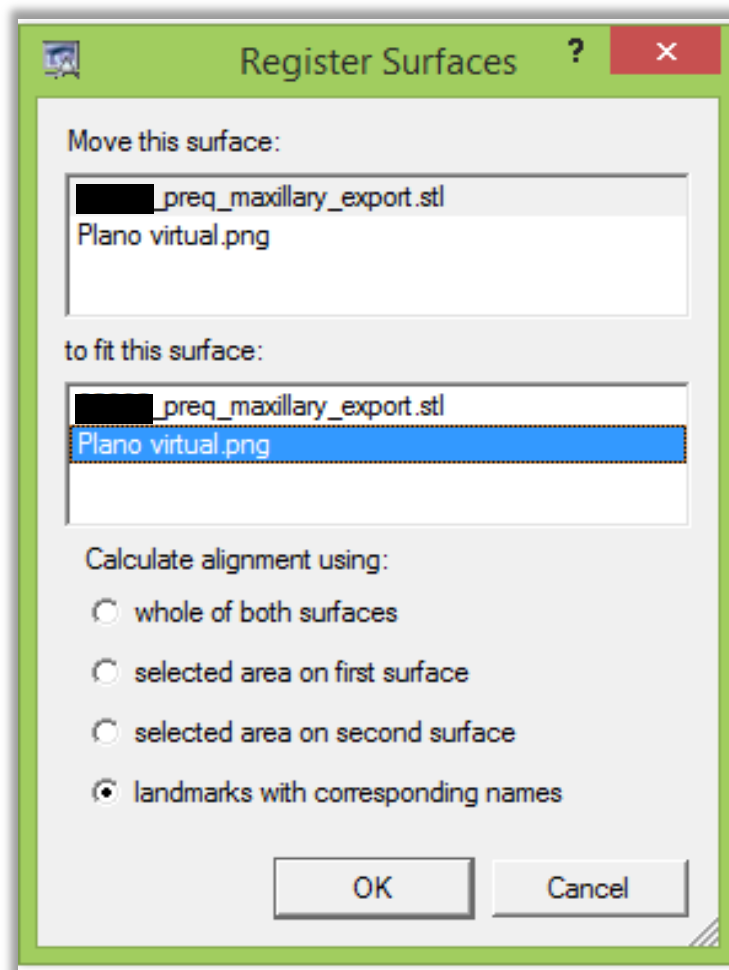 Register Surfaces ? ×
Move this surface:
_preq_maxillary_export.stl
Plano virtual.png
to fit this surface:
_preq_maxillary_export.stl
Plano virtual.png
Calculate alignment using:
whole of both surfaces
selected area on first surface
selected area on second surface
landmarks with corresponding names
OK Cancel